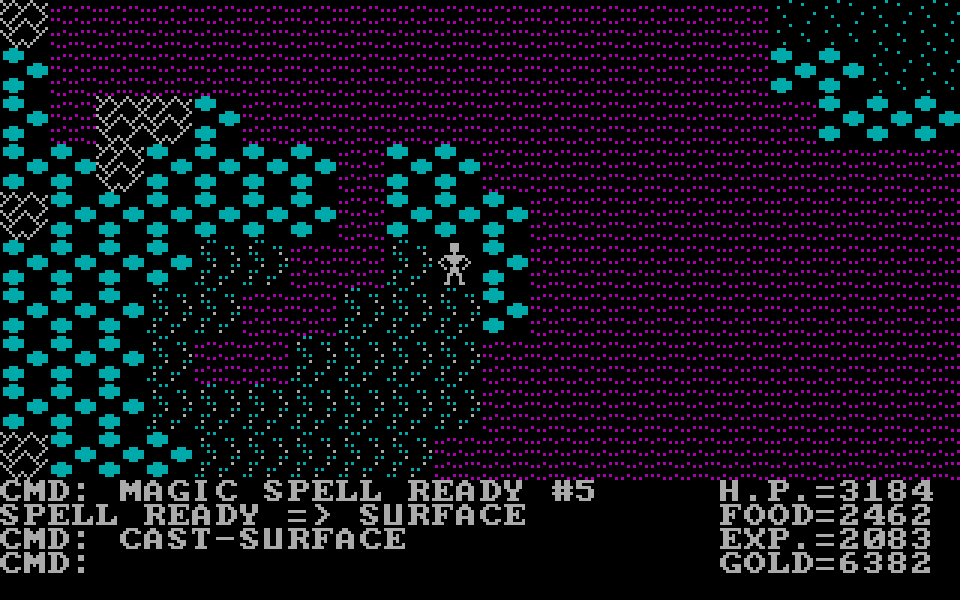 CMD: MAGIC SPELL READY #5 H.P.=3184
SPELL READY => SURFACE FOOD=2462
CMD: CAST-SURFACE EXP.=2083
CMD: GOLD=6382